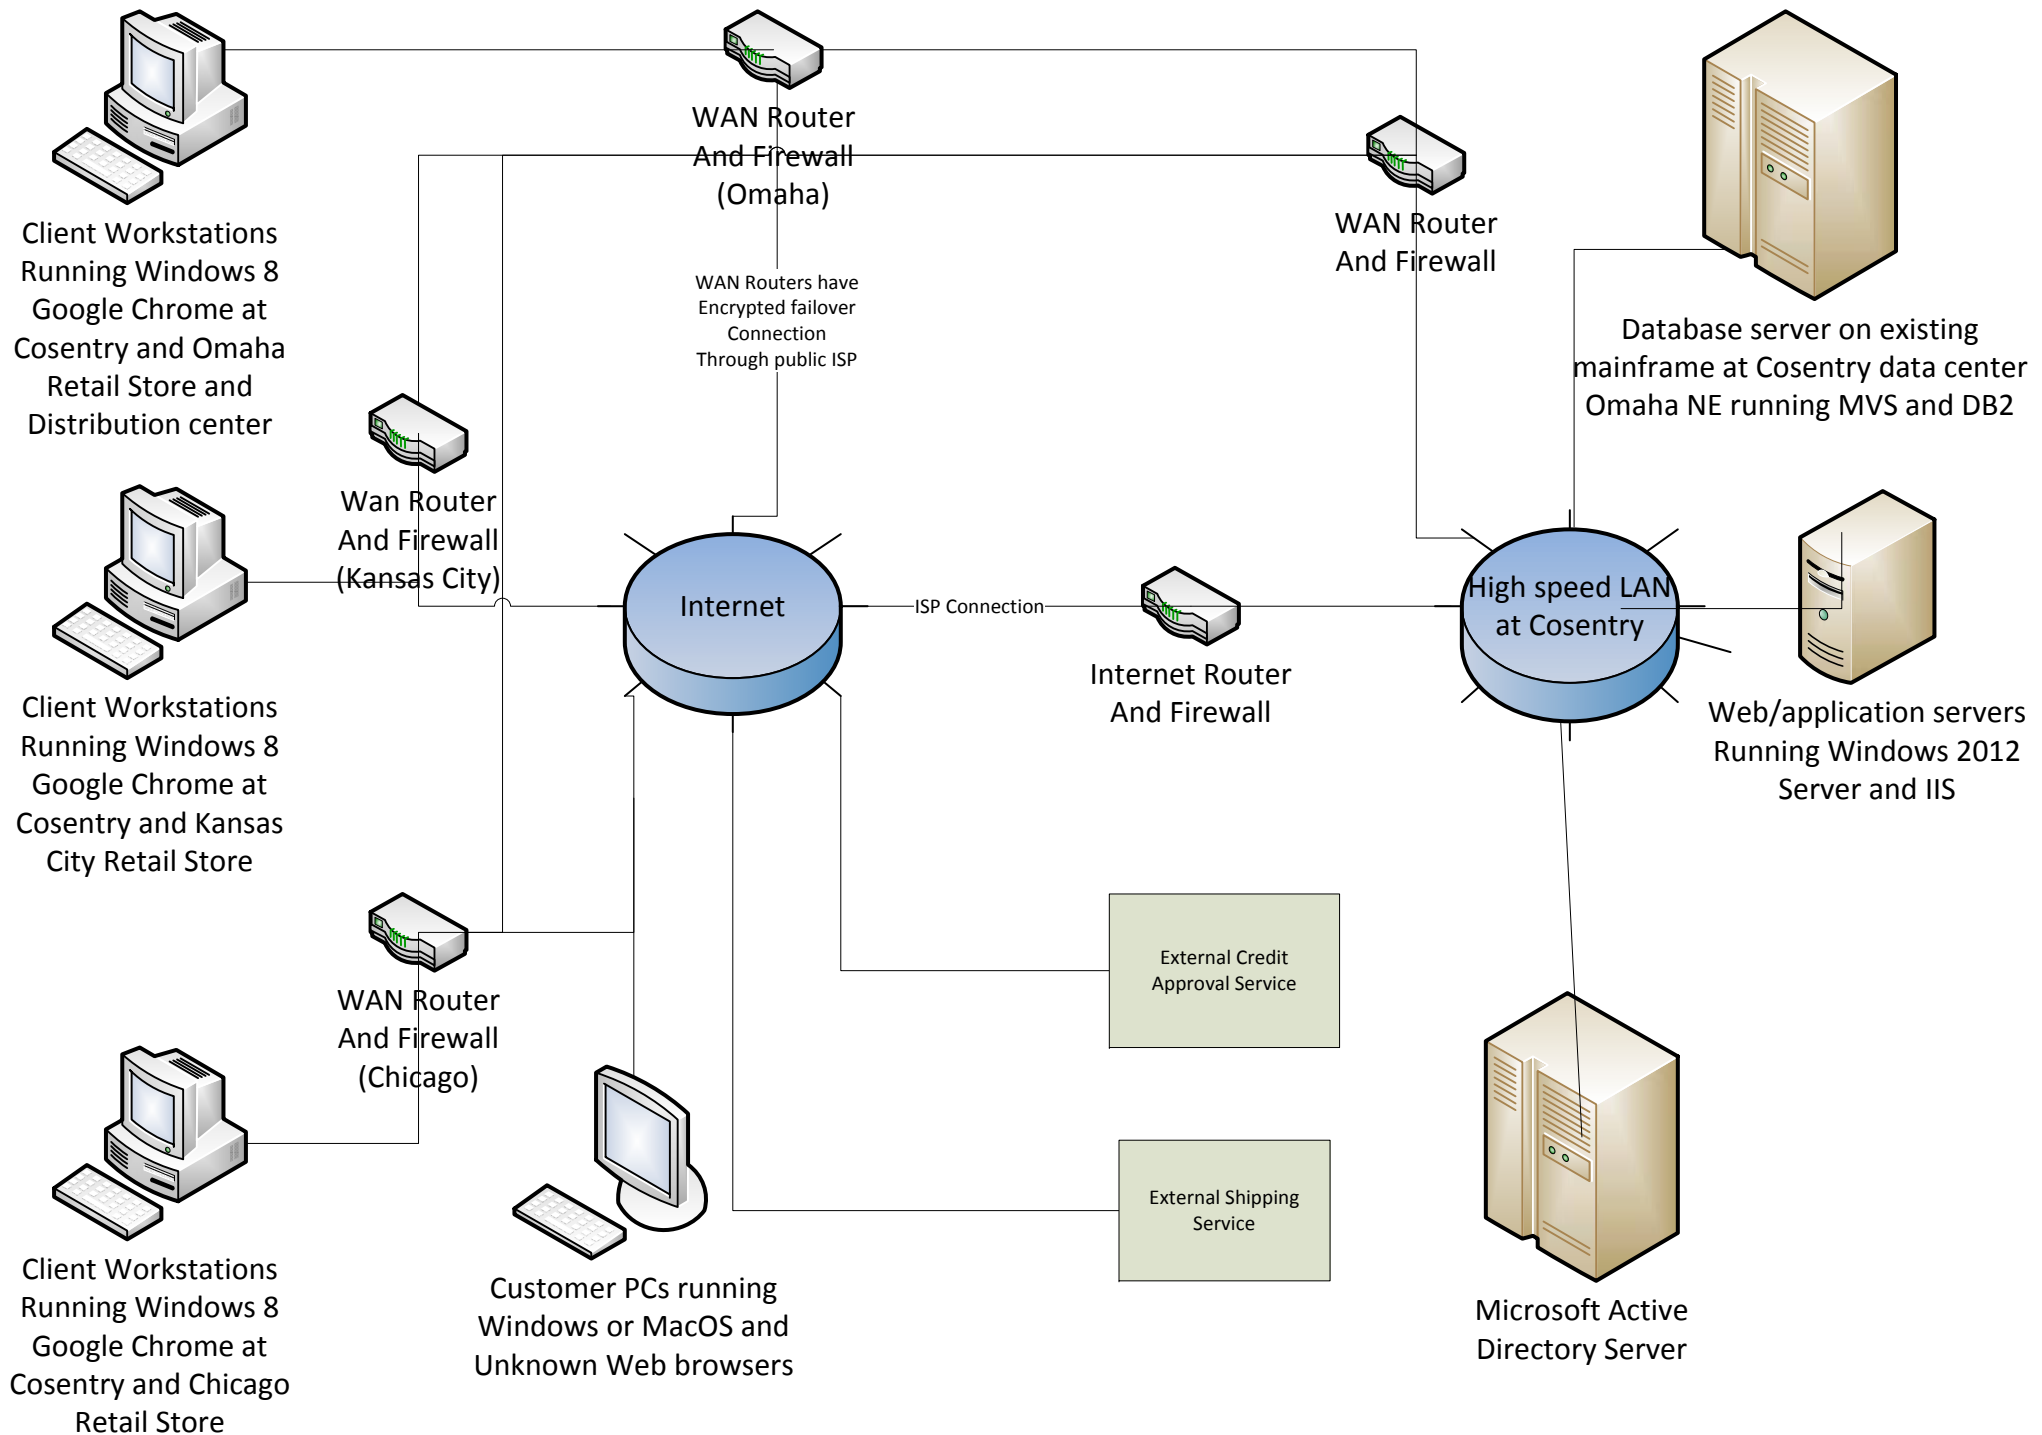 WAN Router
And Firewall
(Omaha)
WAN Router
And Firewall
Client Workstations
Running Windows 8
Google Chrome at
Cosentry and Omaha
Retail Store and
Distribution center
WAN Routers have
Encrypted failover
Connection
Through public ISP
Database server on existing
mainframe at Cosentry data center
Omaha NE running MVS and DB2
Wan Router
And Firewall
(Kansas City)
Internet
ISP Connection
High speed LAN
at Cosentry
Internet Router
And Firewall
Client Workstations
Running Windows 8
Google Chrome at
Cosentry and Kansas
City Retail Store
Web/application servers
Running Windows 2012
Server and IIS
WAN Router
And Firewall
(Chicago)
External Credit
Approval Service
External Shipping
Service
Client Workstations
Running Windows 8
Google Chrome at
Cosentry and Chicago
Retail Store
Customer PCs running
Windows or MacOS and
Unknown Web browsers
Microsoft Active
Directory Server